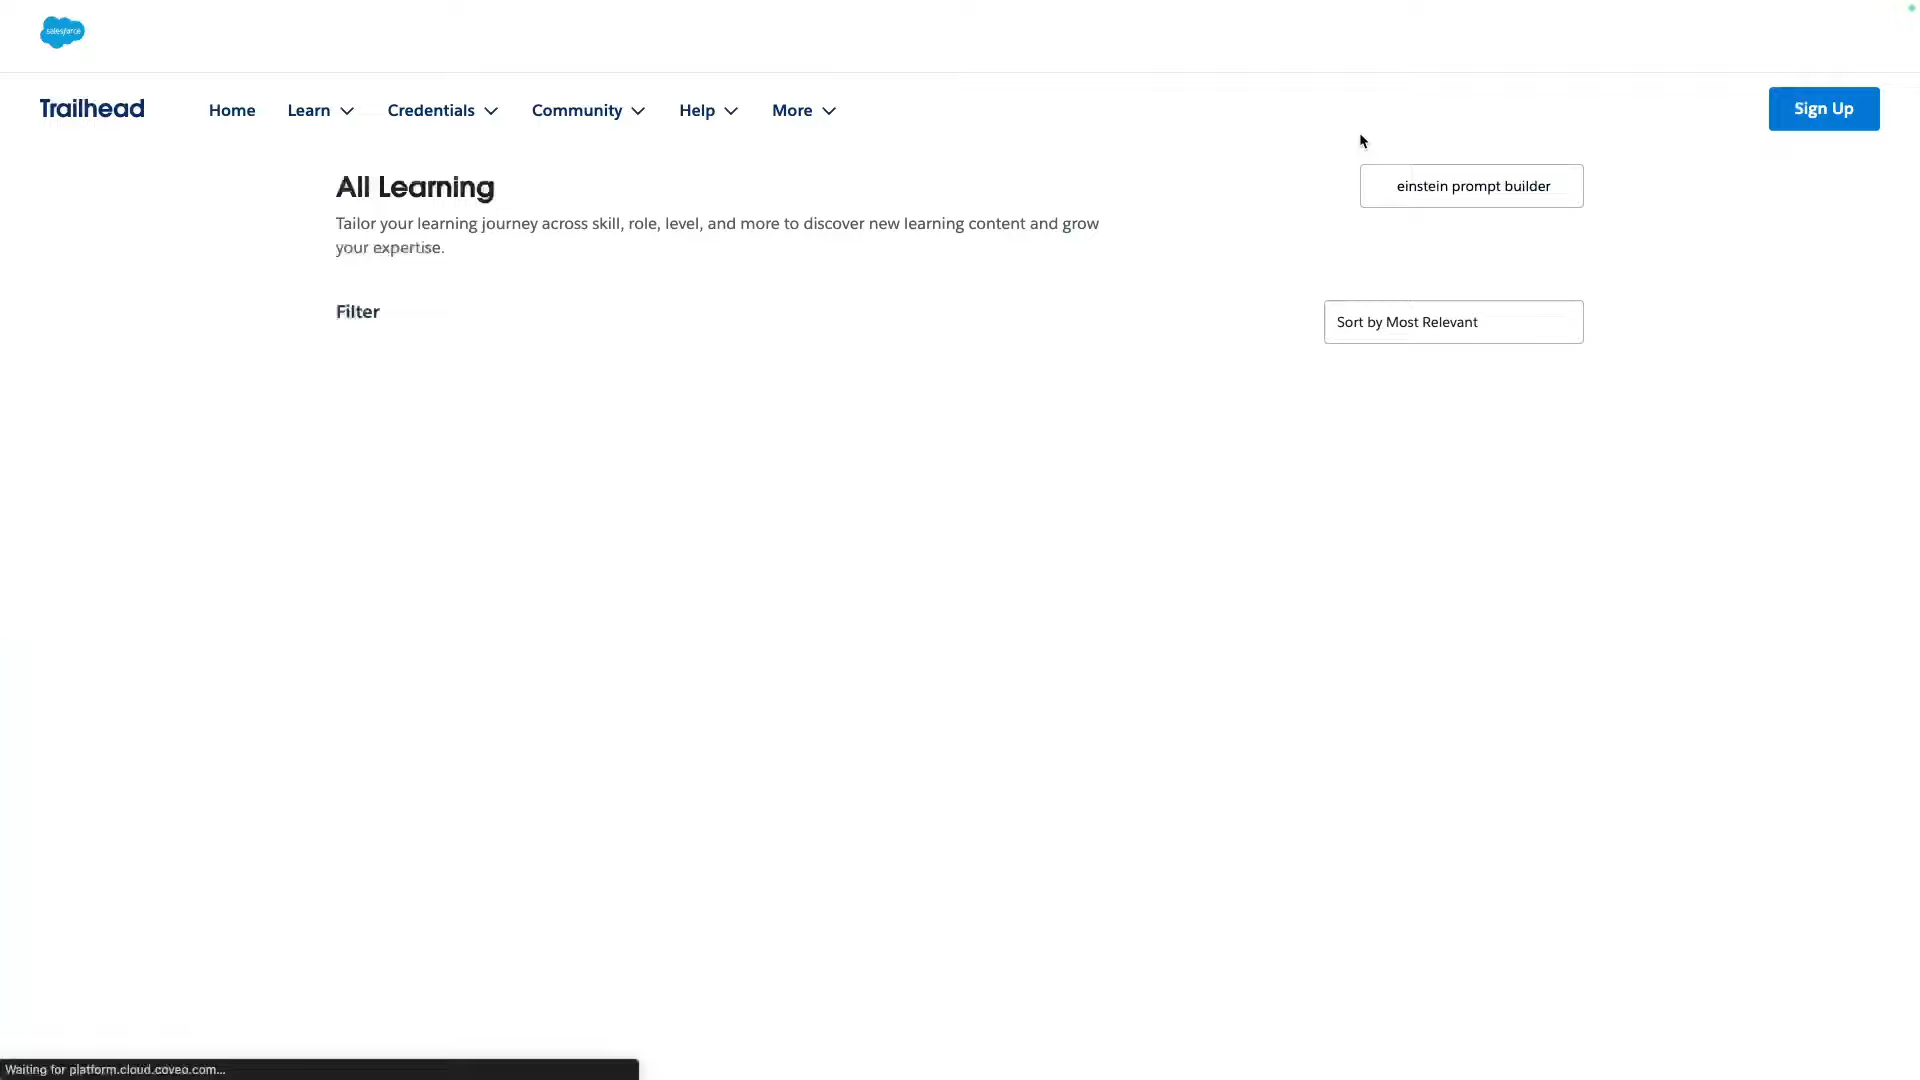 salesforce
Trailhead
Home
Learn
Credentials
Community
Help
More
Sign Up
All Learning
einstein prompt builder
Tailor your learning journey across skill, role, level, and more to discover new learning content and grow
your expertise.
Filter
Sort by Most Relevant
Waiting for platform.cloud.coveo.com...